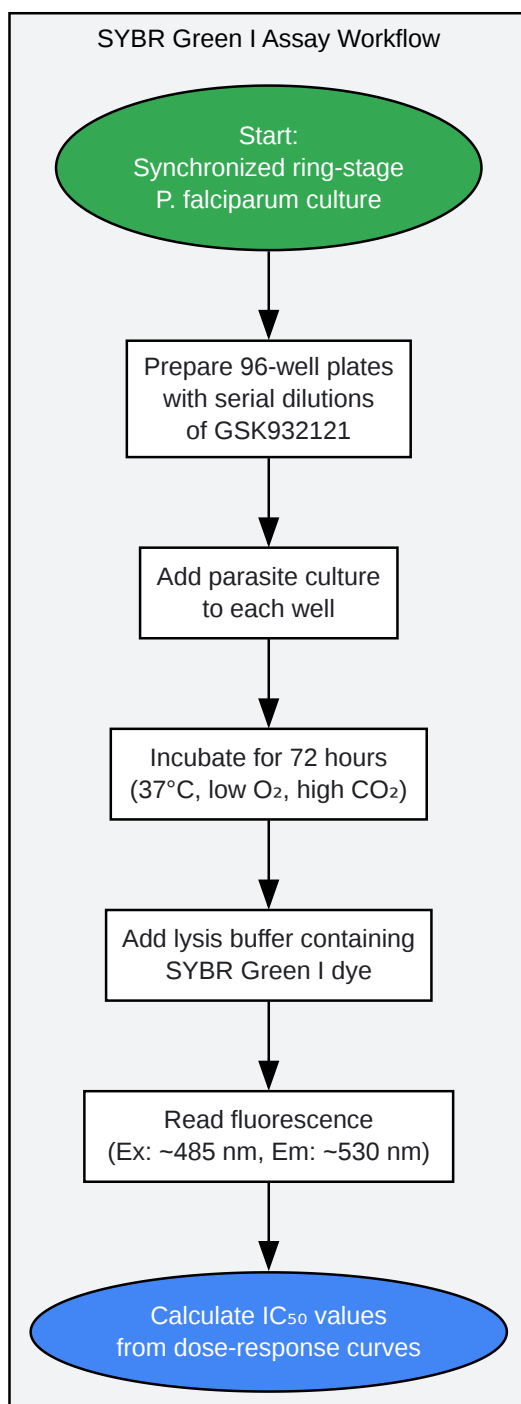 SYBR Green I Assay Workflow
Start:
Synchronized ring-stage
P. falciparum culture
Prepare 96-well plates
with serial dilutions
of GSK932121
Add parasite culture
to each well
Incubate for 72 hours
(37°C, low O₂, high CO₂)
Add lysis buffer containing
SYBR Green I dye
Read fluorescence
(Ex: ~485 nm, Em: ~530 nm)
Calculate IC₅₀ values
from dose-response curves